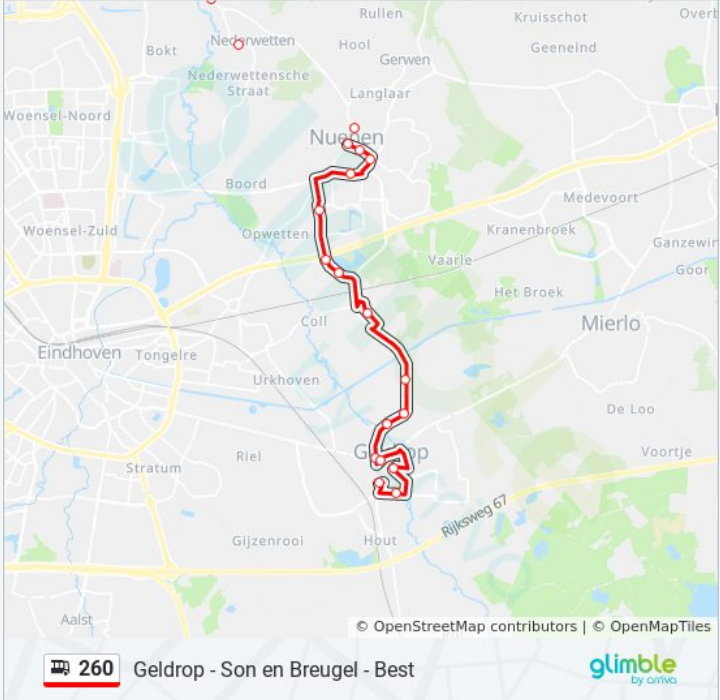 Rullen
Kruisschot
Overb
Nederwetten
Bokt
Hool
Geneind
Gerwen
Nederwettensche
Straat
Langlaar
Woensel-Noord
Nuenen
Boord
Medevoort
Woensel-Zuid
Opwetten
Kranenbroek
Ganzewin
Vaarle
Goor
Het Broek
Coll
Mierlo
Eindhoven
Tongelre
Urkhoven
De Loo
Geldrop
Riel
Voortje
Stratum
Rijksweg 67
Gijzenrooi
Hout
Aalst
© OpenStreetMap contributors | © OpenMapTiles
260 Geldrop - Son en Breugel - Best
glimble
by arriva